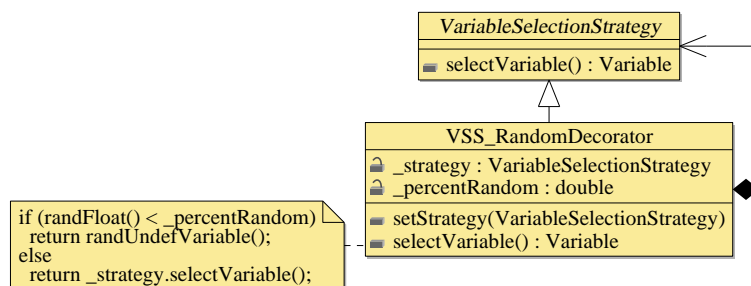 VariableSelectionStrategy
selectVariable() : Variable
VSS_RandomDecorator
_strategy : VariableSelectionStrategy
_percentRandom : double
setStrategy(VariableSelectionStrategy)
selectVariable() : Variable
if (randFloat() < _percentRandom)
return randUndefVariable();
else
return _strategy.selectVariable();